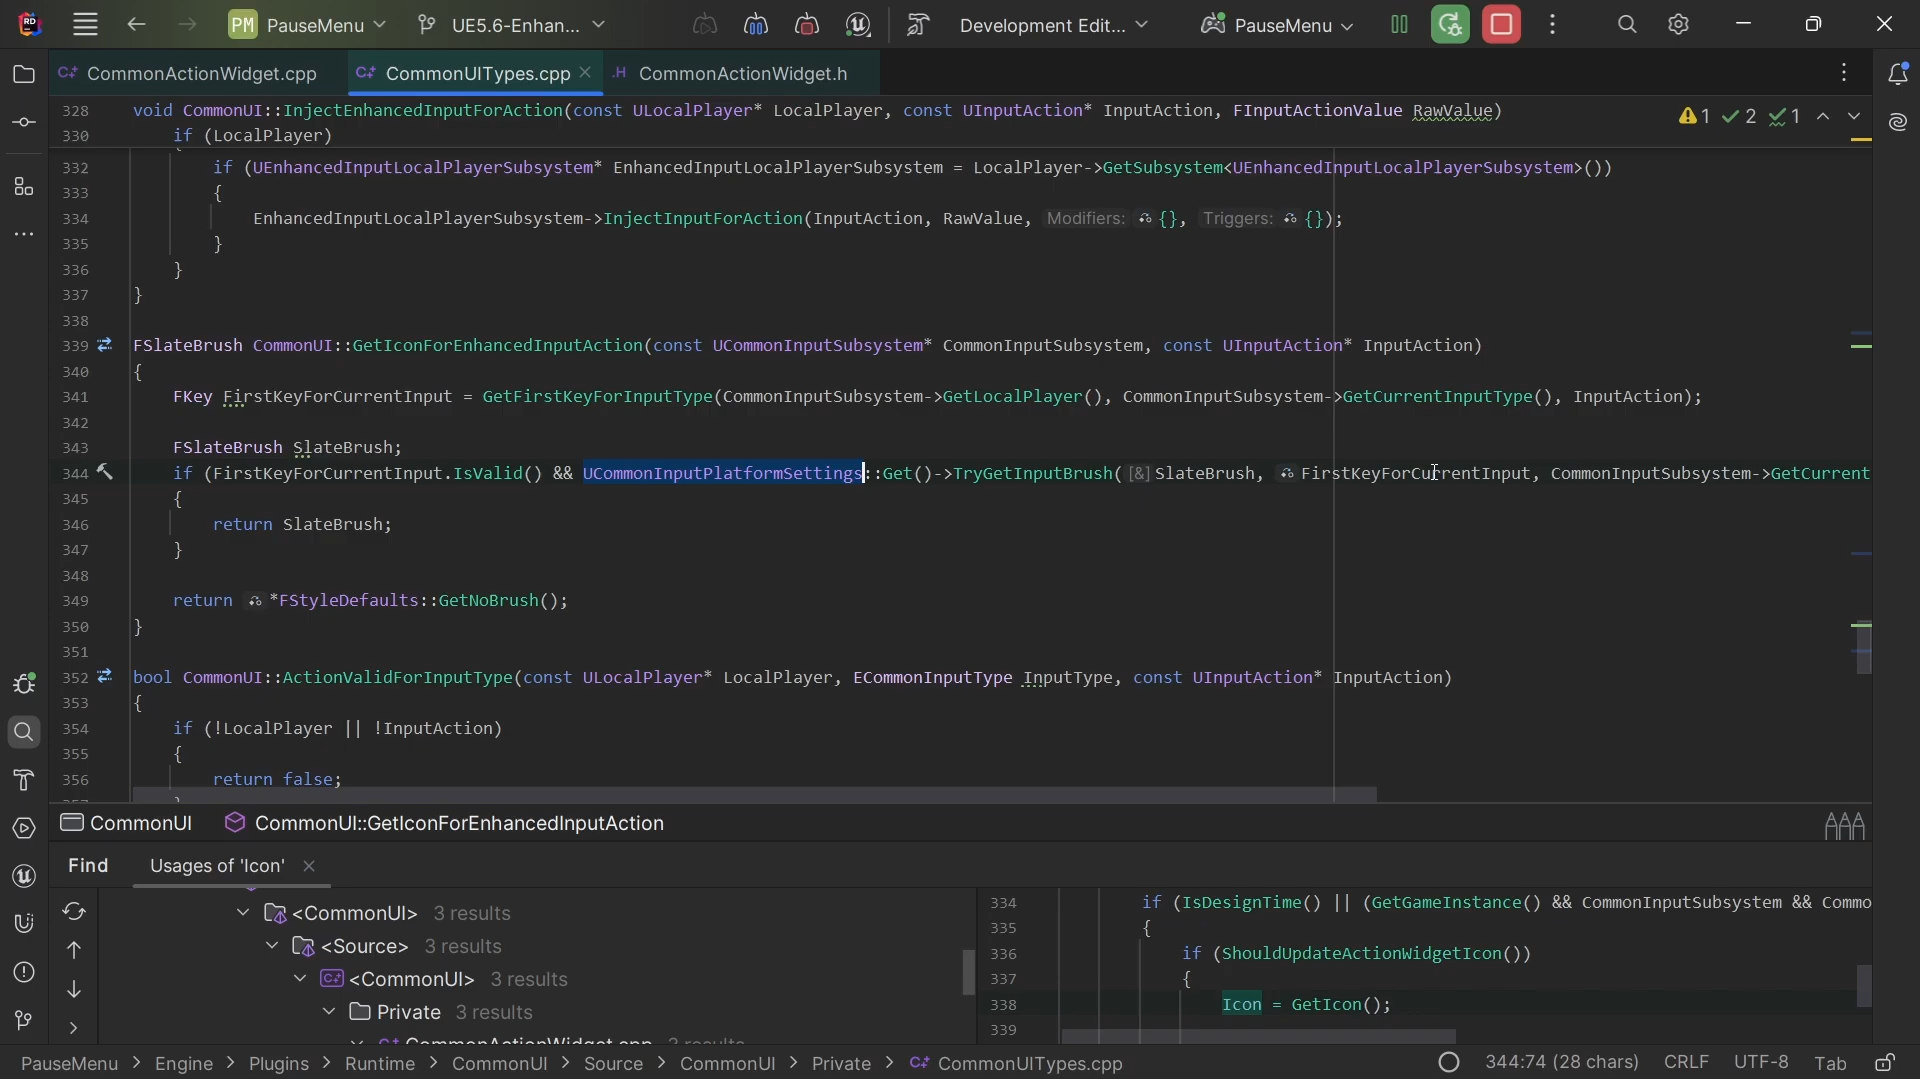 PM PauseMenu UE5.6-Enhan... Development Edit... PauseMenu
CommonActionWidget.cpp CommonUITypes.cpp CommonActionWidget.h
328 void CommonUI::InjectEnhancedInputForAction(const ULocalPlayer* LocalPlayer, const UInputAction* InputAction, FInputActionValue RawValue) 1 2 1
330 if (LocalPlayer)
332 if (UEnhancedInputLocalPlayerSubsystem* EnhancedInputLocalPlayerSubsystem = LocalPlayer->GetSubsystem<UEnhancedInputLocalPlayerSubsystem>())
333 {
334 EnhancedInputLocalPlayerSubsystem->InjectInputForAction(InputAction, RawValue, Modifiers: {}, Triggers: {});
335 }
336 }
337 }
338
339 FSlateBrush CommonUI::GetIconForEnhancedInputAction(const UCommonInputSubsystem* CommonInputSubsystem, const UInputAction* InputAction)
340 {
341 FKey FirstKeyForCurrentInput = GetFirstKeyForInputType(CommonInputSubsystem->GetLocalPlayer(), CommonInputSubsystem->GetCurrentInputType(), InputAction);
342
343 FSlateBrush SlateBrush;
344 if (FirstKeyForCurrentInput.IsValid() && UCommonInputPlatformSettings::Get()->TryGetInputBrush([&] SlateBrush, FirstKeyForCurrentInput, CommonInputSubsystem->GetCurrent
345 {
346 return SlateBrush;
347 }
348
349 return *FStyleDefaults::GetNoBrush();
350 }
351
352 bool CommonUI::ActionValidForInputType(const ULocalPlayer* LocalPlayer, ECommonInputType InputType, const UInputAction* InputAction)
353 {
354 if (!LocalPlayer || !InputAction)
355 {
356 return false;
CommonUI CommonUI::GetIconForEnhancedInputAction
Find Usages of 'Icon'
<CommonUI> 3 results
<Source> 3 results
<CommonUI> 3 results
Private 3 results
334 if (IsDesignTime() || (GetGameInstance() && CommonInputSubsystem && Commo
335 {
336 if (ShouldUpdateActionWidgetIcon())
337 {
338 Icon = GetIcon();
339
PauseMenu Engine Plugins Runtime CommonUI Source CommonUI Private CommonUITypes.cpp 344:74 (28 chars) CRLF UTF-8 Tab